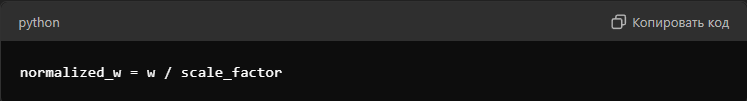 python
Копировать код
normalized_w = w / scale_factor